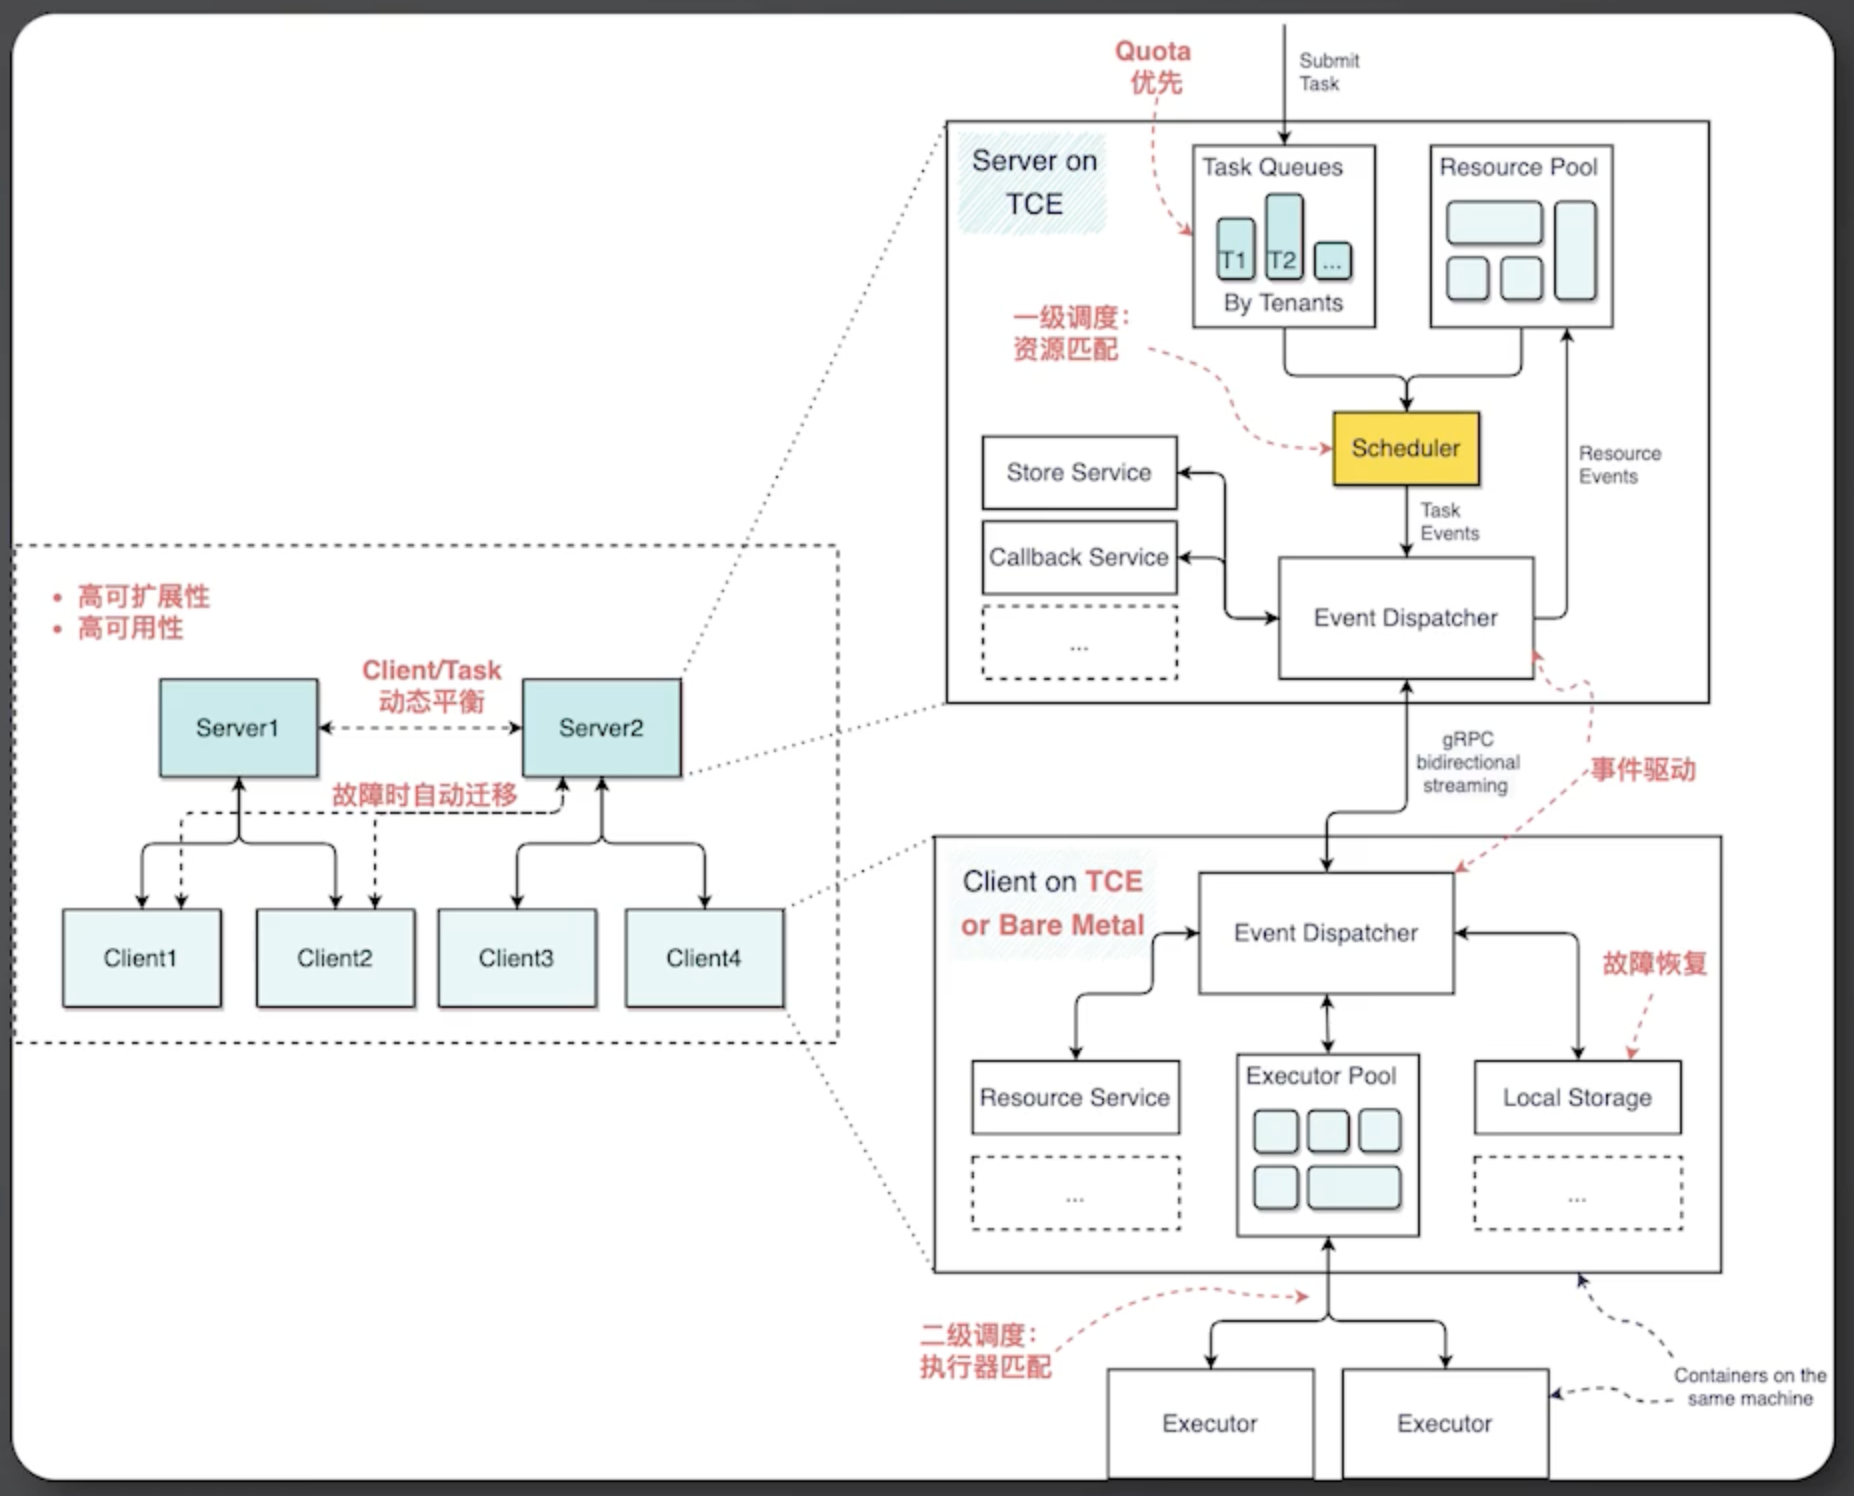 Quota
优先
Submit
Task
Server on
TCE
Task Queues
T1
T2
...
By Tenants
Resource Pool
一级调度：
资源匹配
Scheduler
Resource
Events
Task
Events
Store Service
Callback Service
...
Event Dispatcher
• 高可扩展性
• 高可用性
Client/Task
动态平衡
Server1
Server2
故障时自动迁移
Client1
Client2
Client3
Client4
gRPC
bidirectional
streaming
事件驱动
Client on TCE
or Bare Metal
Event Dispatcher
故障恢复
Resource Service
...
Executor Pool
Local Storage
...
二级调度：
执行器匹配
Executor
Executor
Containers on the
same machine